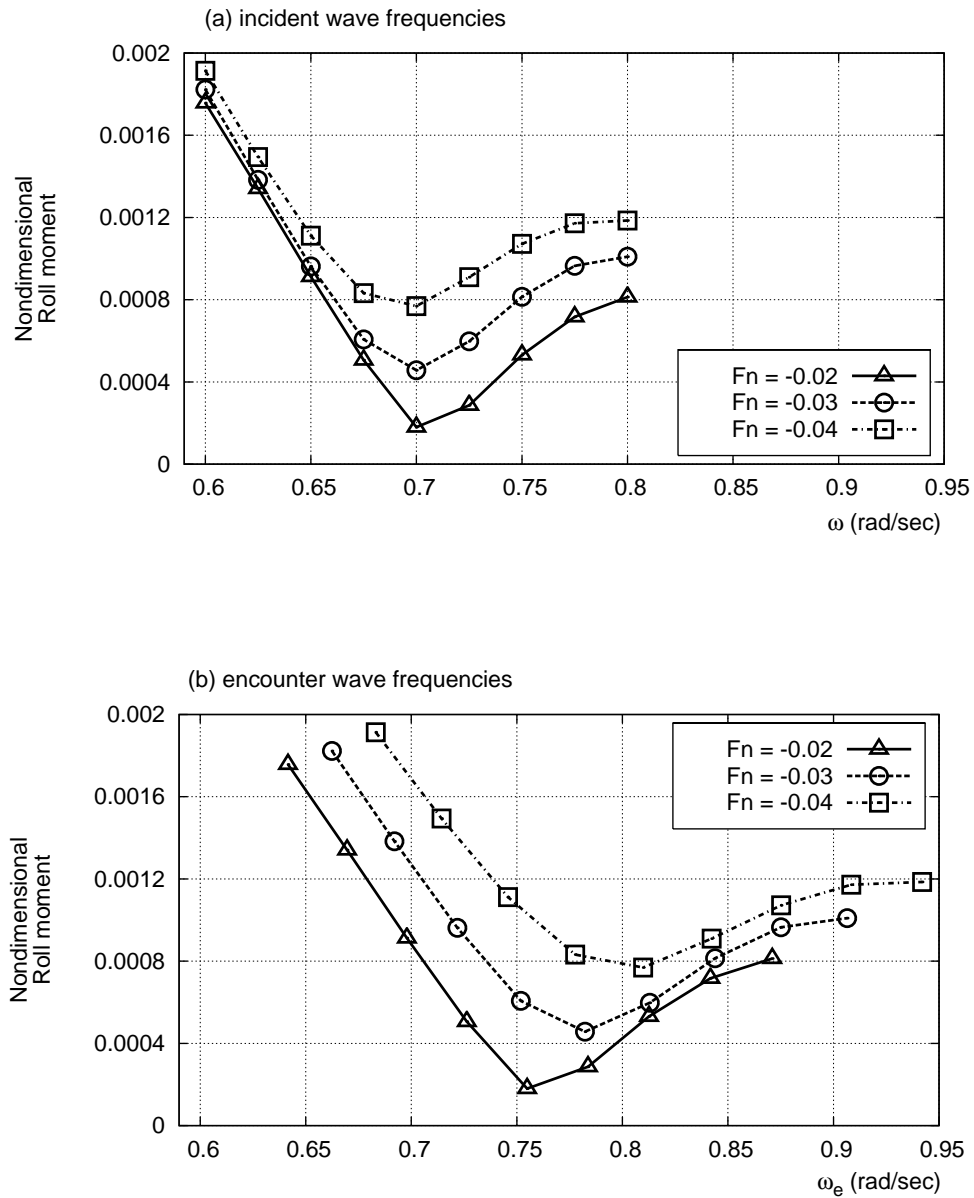 (a) incident wave frequencies
Nondimensional
Roll moment
0.002
0.0016
0.0012
0.0008
0.0004
0
Fn = -0.02
Fn = -0.03
Fn = -0.04
0.6 0.65 0.7 0.75 0.8 0.85 0.9 0.95
ω (rad/sec)
(b) encounter wave frequencies
Nondimensional
Roll moment
0.002
0.0016
0.0012
0.0008
0.0004
0
Fn = -0.02
Fn = -0.03
Fn = -0.04
0.6 0.65 0.7 0.75 0.8 0.85 0.9 0.95
ωe (rad/sec)